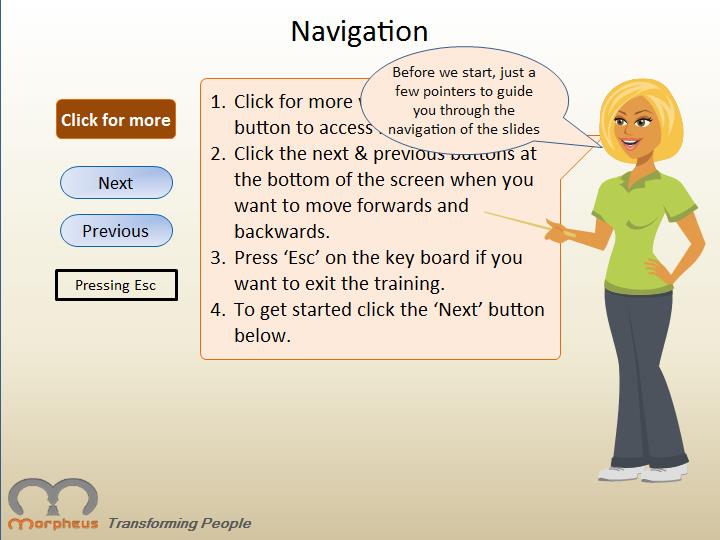 Navigation
Before we start, just a
few pointers to guide
you through the
navigation of the slides
Click for more
Next
Previous
Pressing Esc
1. Click for more
button to access
2. Click the next & previous buttons at
the bottom of the screen when you
want to move forwards and
backwards.
3. Press ‘Esc’ on the key board if you
want to exit the training.
4. To get started click the ‘Next’ button
below.
morpheus Transforming People